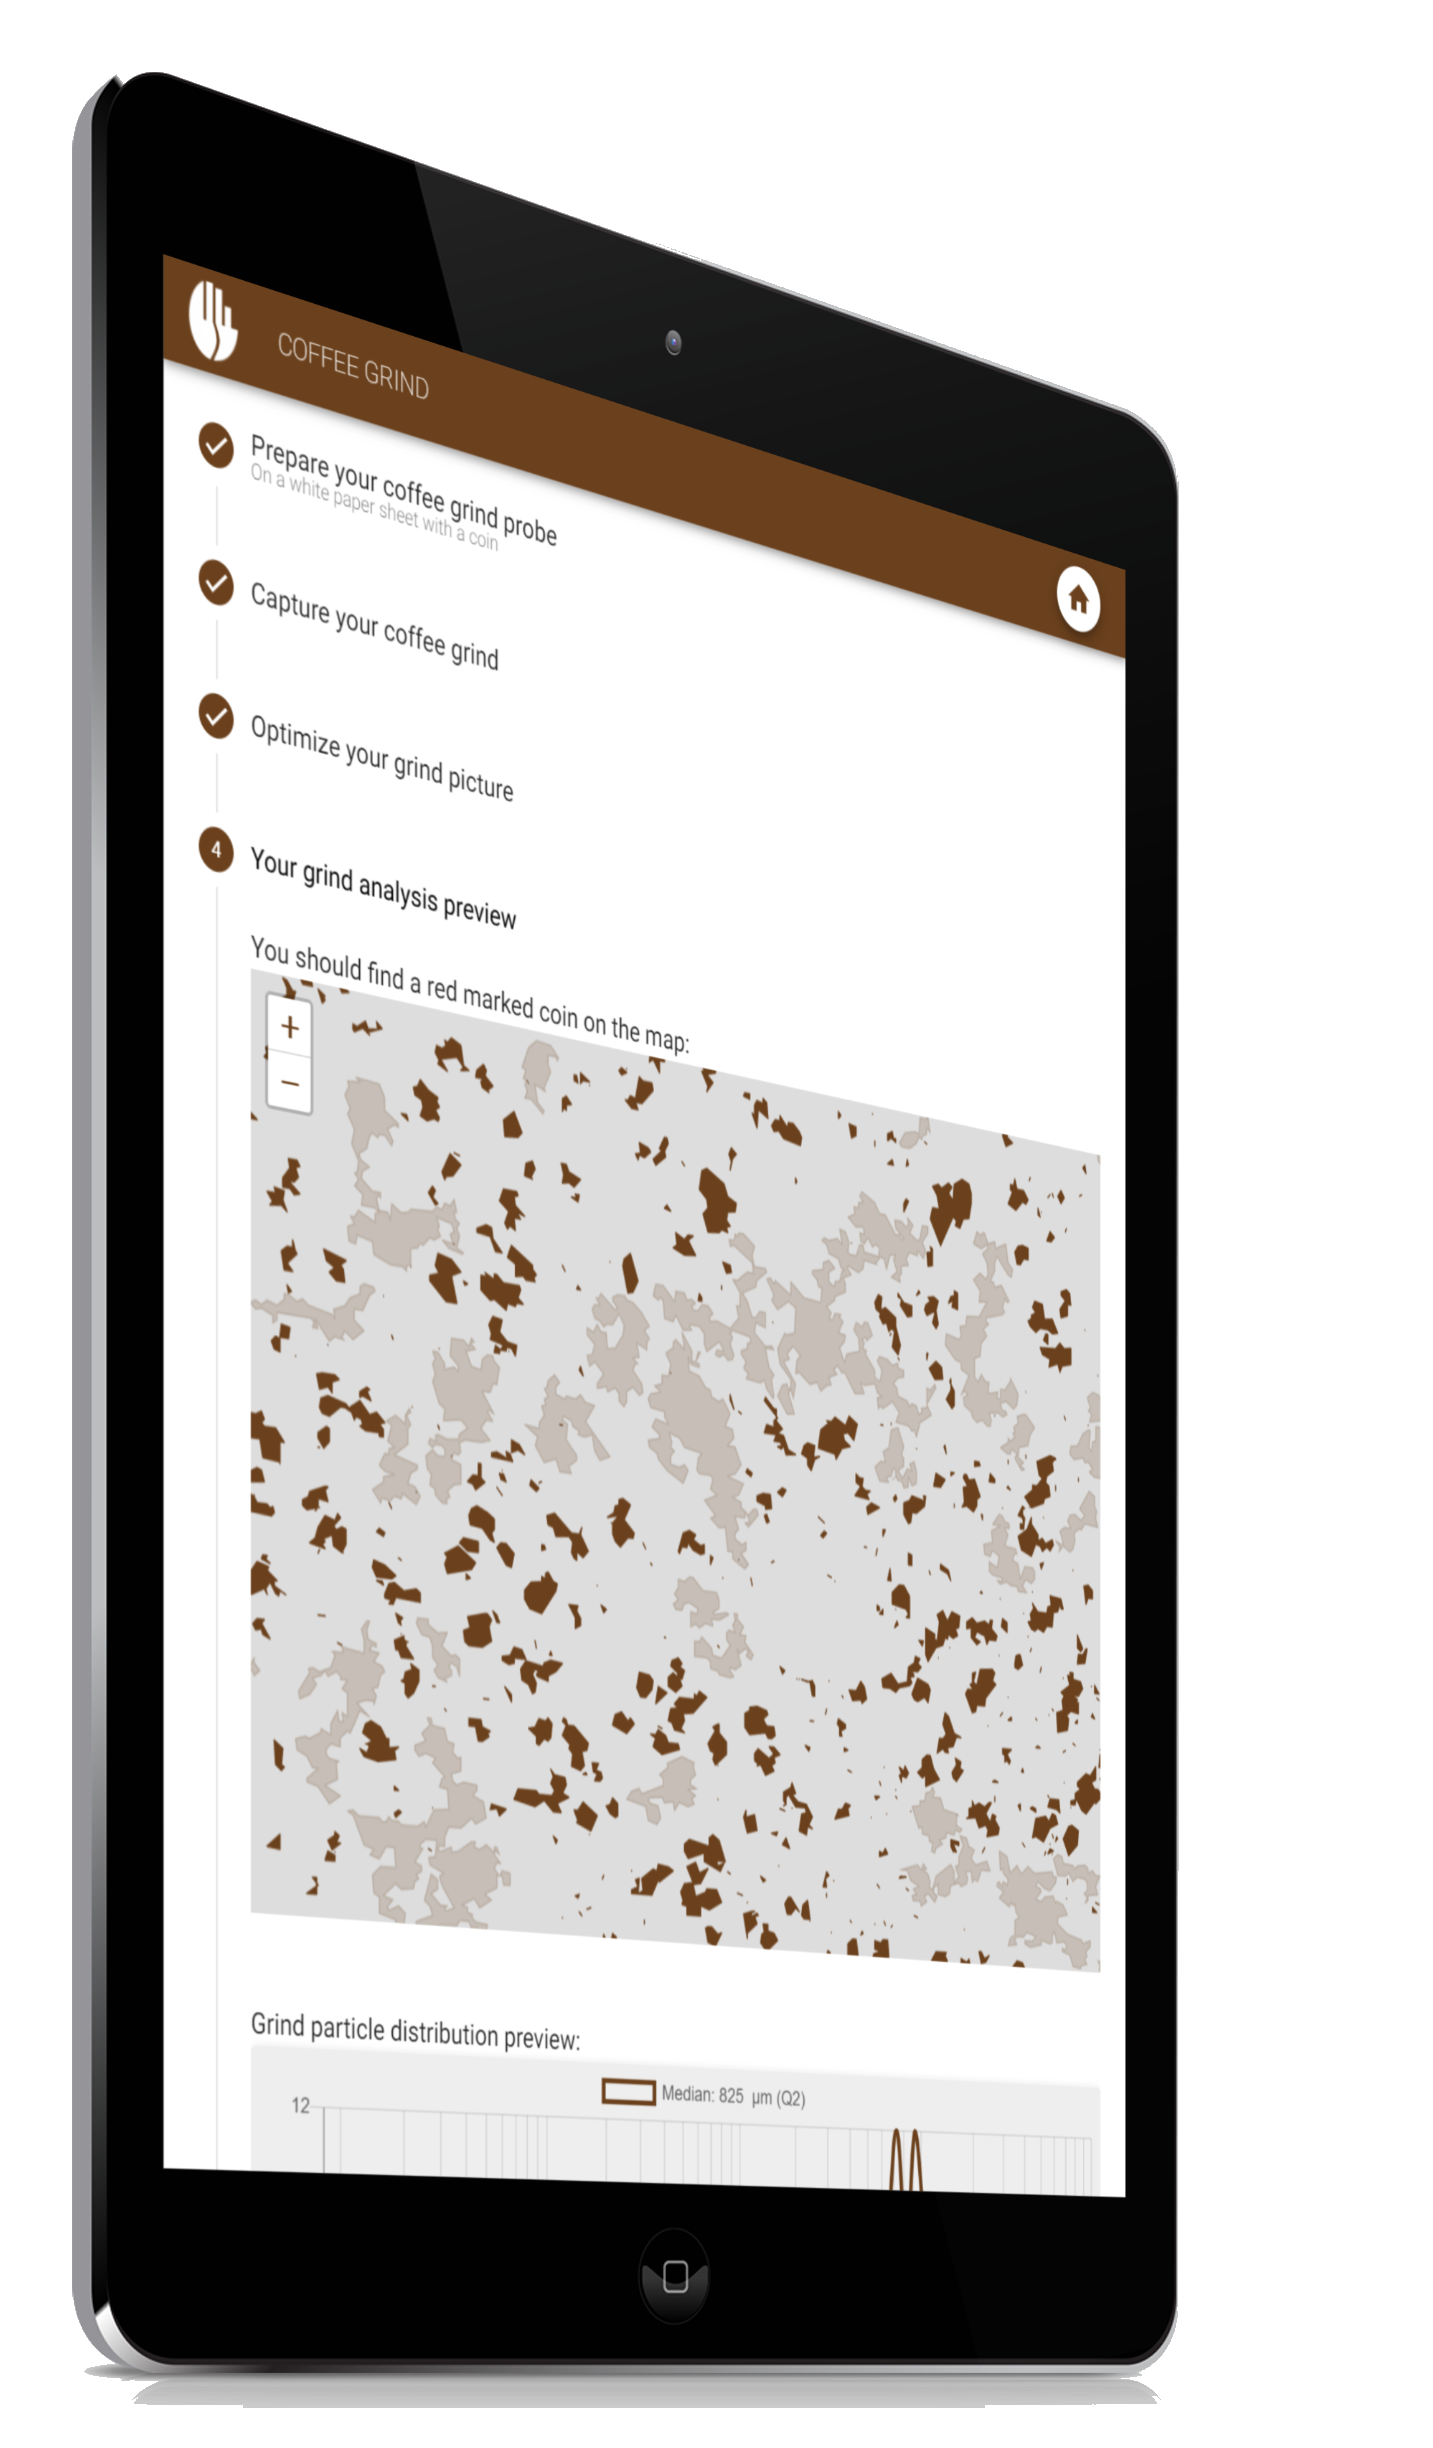 COFFEE GRIND
Prepare your coffee grind probe
On a white paper sheet with a coin
Capture your coffee grind
Optimize your grind picture
4
Your grind analysis preview
You should find a red marked coin on the map:
+
−
Grind particle distribution preview:
Median: 825 µm (Q2)
12